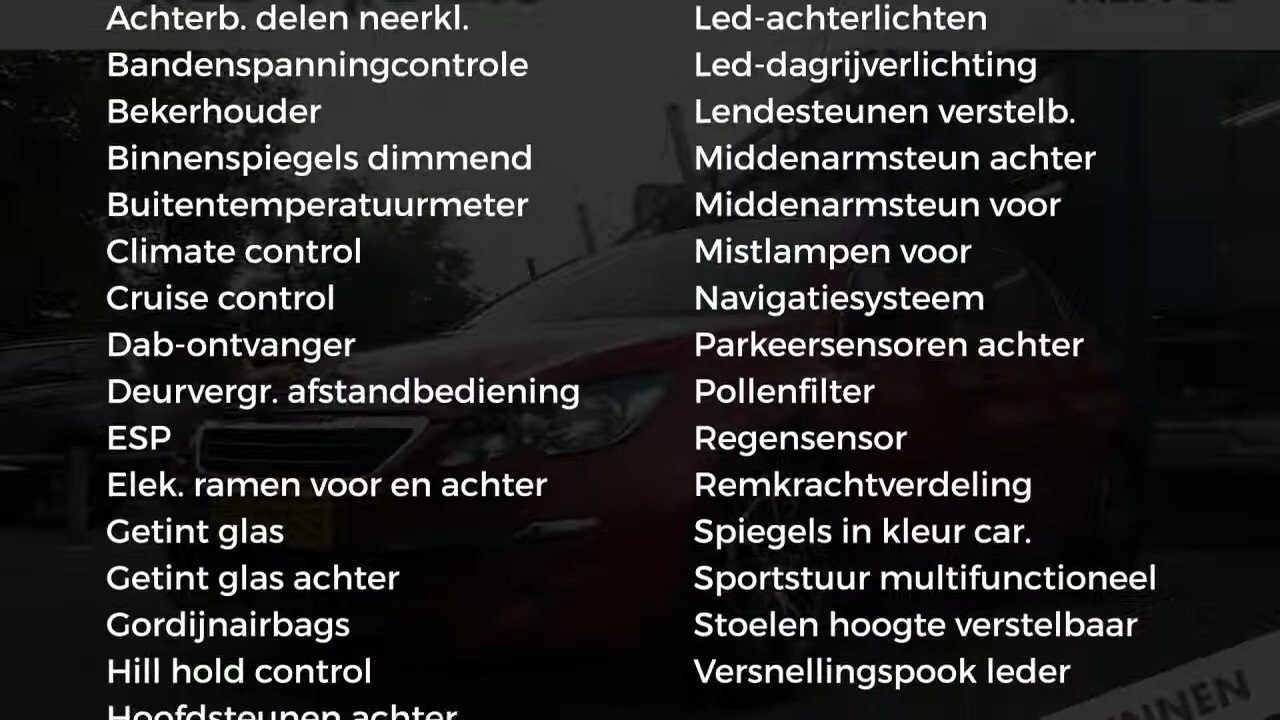 Achterb. delen neerkl.
Bandenspanningcontrole
Bekerhouder
Binnenspiegels dimmend
Buitentemperatuurmeter
Climate control
Cruise control
Dab-ontvanger
Deurvergr. afstandbediening
ESP
Elek. ramen voor en achter
Getint glas
Getint glas achter
Gordijnairbags
Hill hold control
Hoofdsteunen achter
Led-achterlichten
Led-dagrijverlichting
Lendesteunen verstelb.
Middenarmsteun achter
Middenarmsteun voor
Mistlampen voor
Navigatiesysteem
Parkeersensoren achter
Pollenfilter
Regensensor
Remkrachtverdeling
Spiegels in kleur car.
Sportstuur multifunctioneel
Stoelen hoogte verstelbaar
Versnellingspook leder